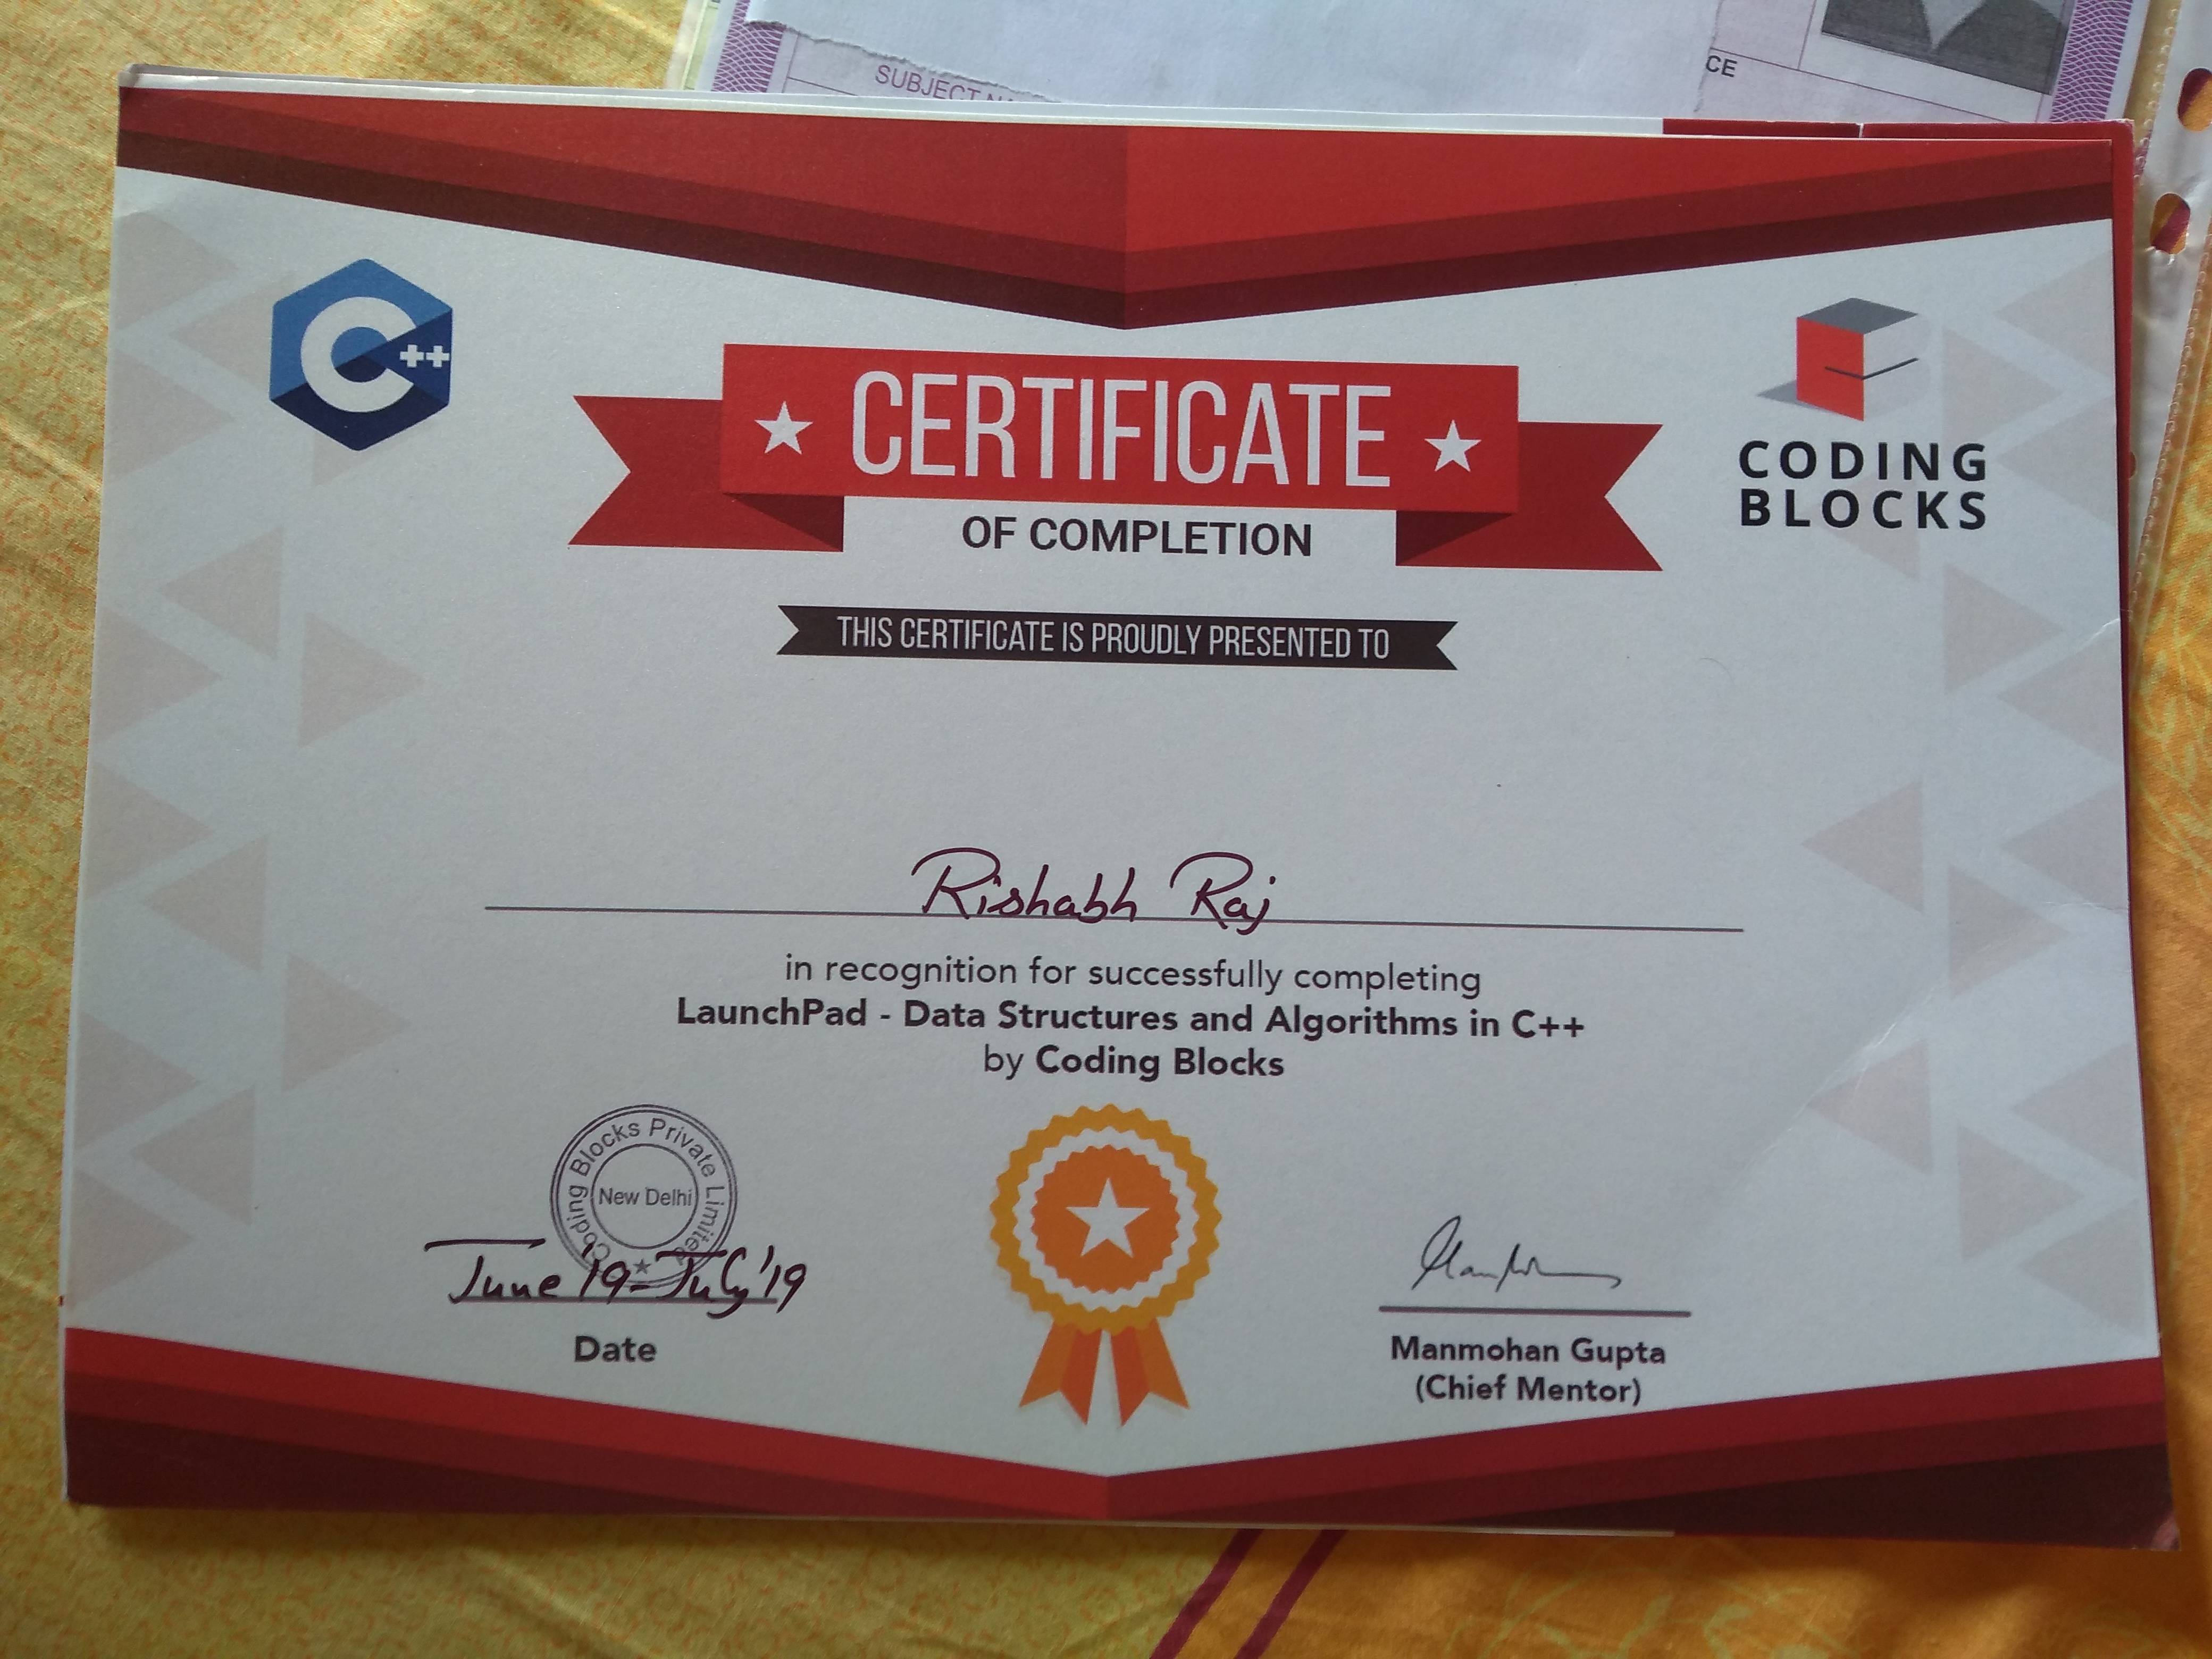 SUBJECT
CE
C++
CERTIFICATE
OF COMPLETION
CODING
BLOCKS
THIS CERTIFICATE IS PROUDLY PRESENTED TO
Rishabh Raj
in recognition for successfully completing
LaunchPad - Data Structures and Algorithms in C++
by Coding Blocks
Coding Blocks Private Limited
New Delhi
June '19-July '19
Date
Manmohan Gupta
(Chief Mentor)